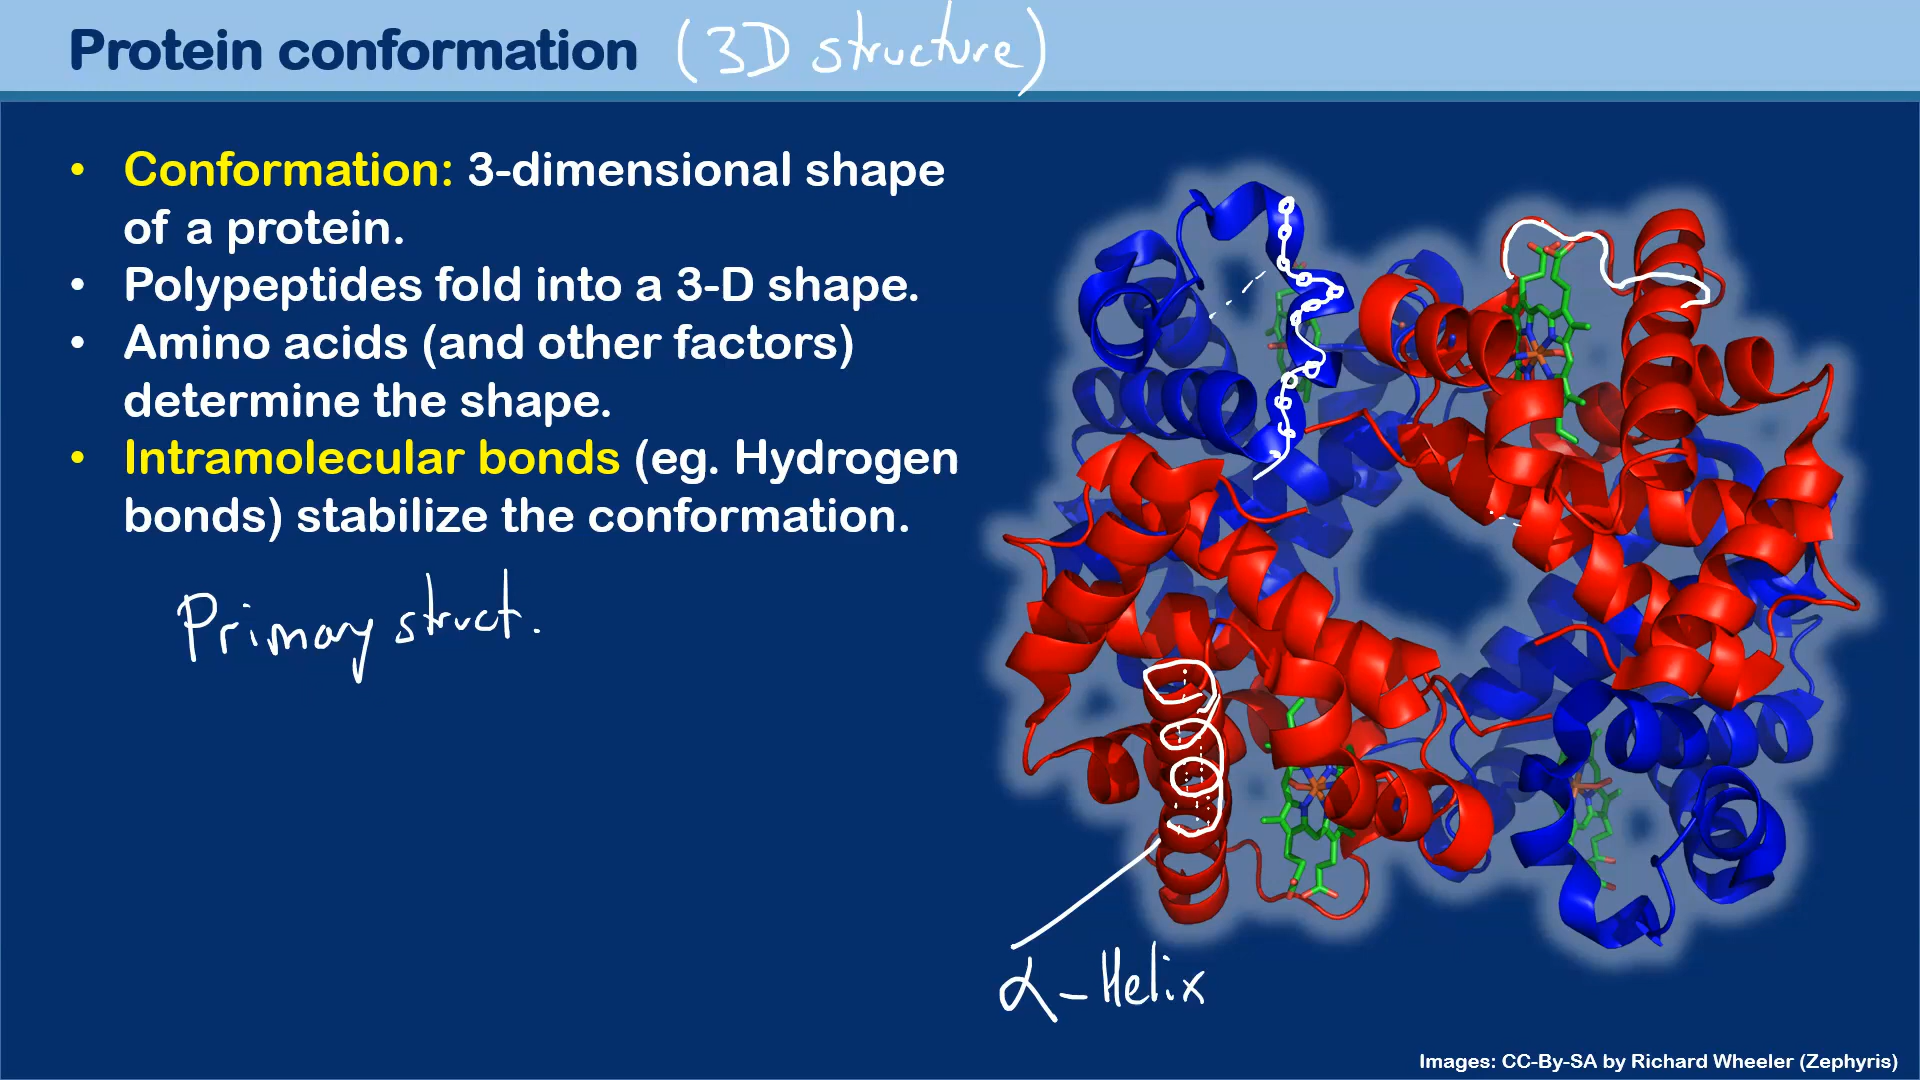 Protein conformation (3D structure)
• Conformation: 3-dimensional shape
of a protein.
• Polypeptides fold into a 3-D shape.
• Amino acids (and other factors)
determine the shape.
• Intramolecular bonds (eg. Hydrogen
bonds) stabilize the conformation.
Primary struct.
α-Helix
Images: CC-By-SA by Richard Wheeler (Zephyris)